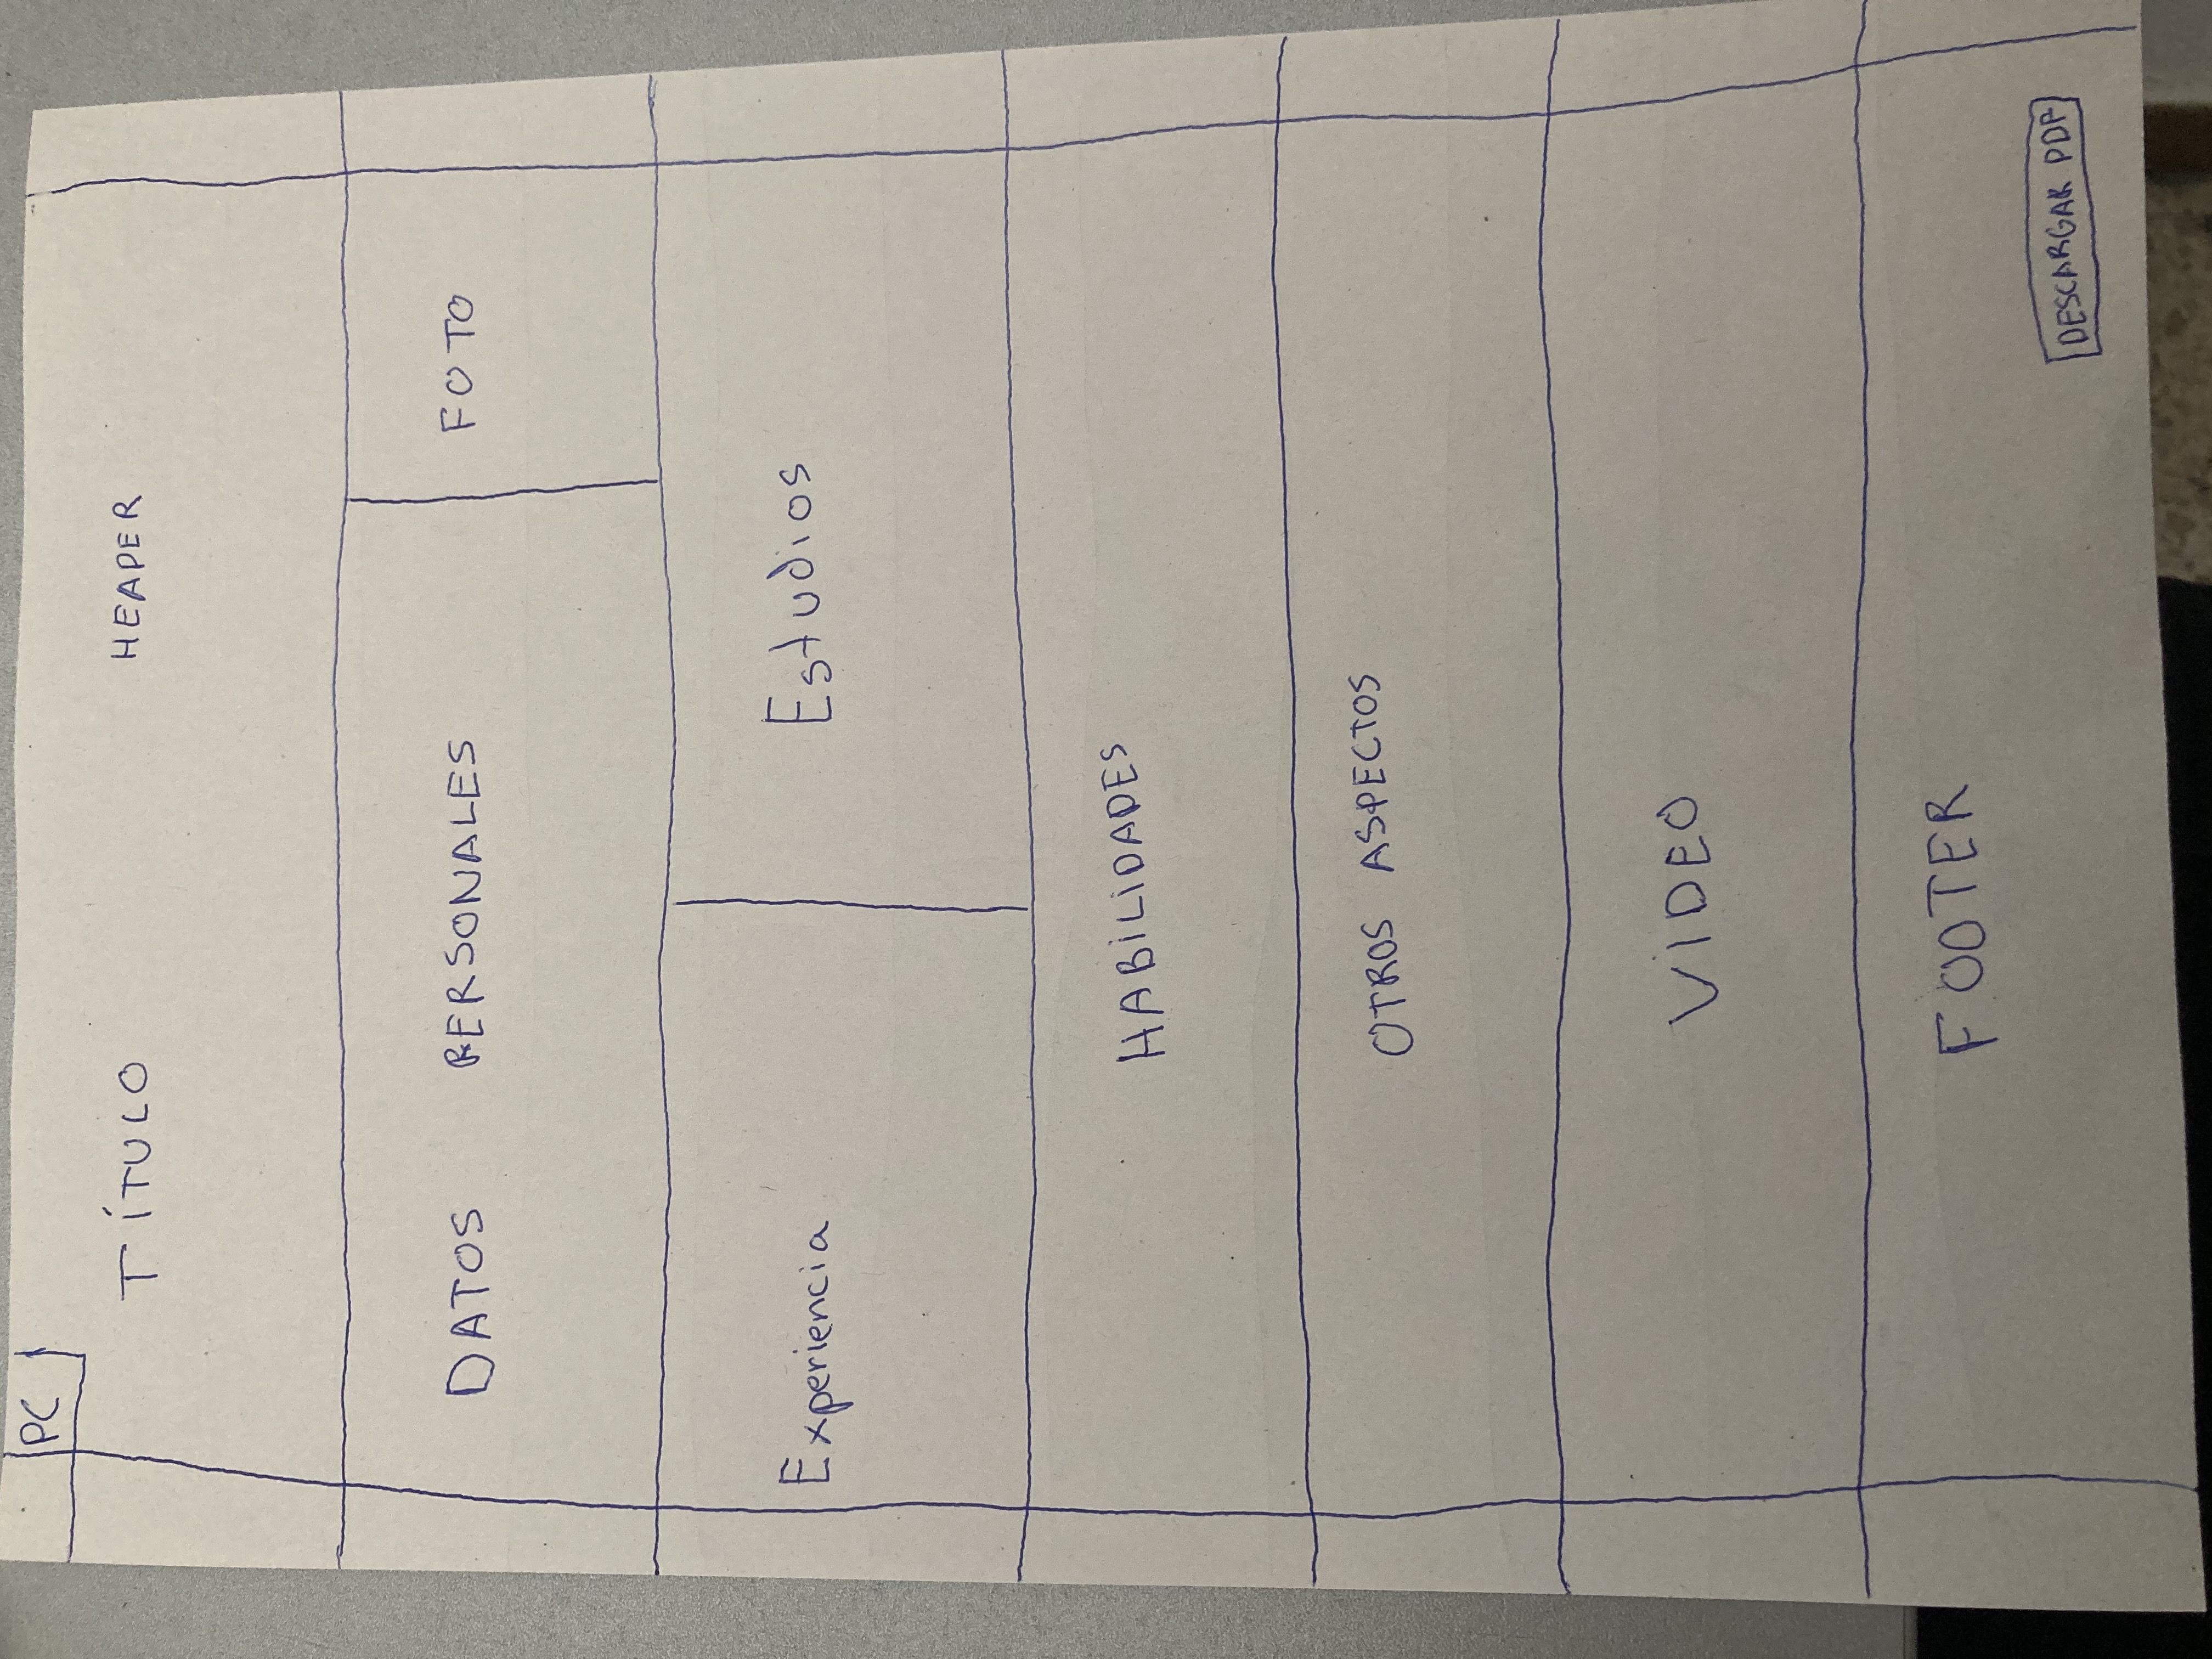 PC
TÍTULO HEAPER
DATOS PERSONALES FOTO
Experiencia Estudios
HABILIDADES
OTROS ASPECTOS
VIDEO
FOOTER
DESCARGAR PDF